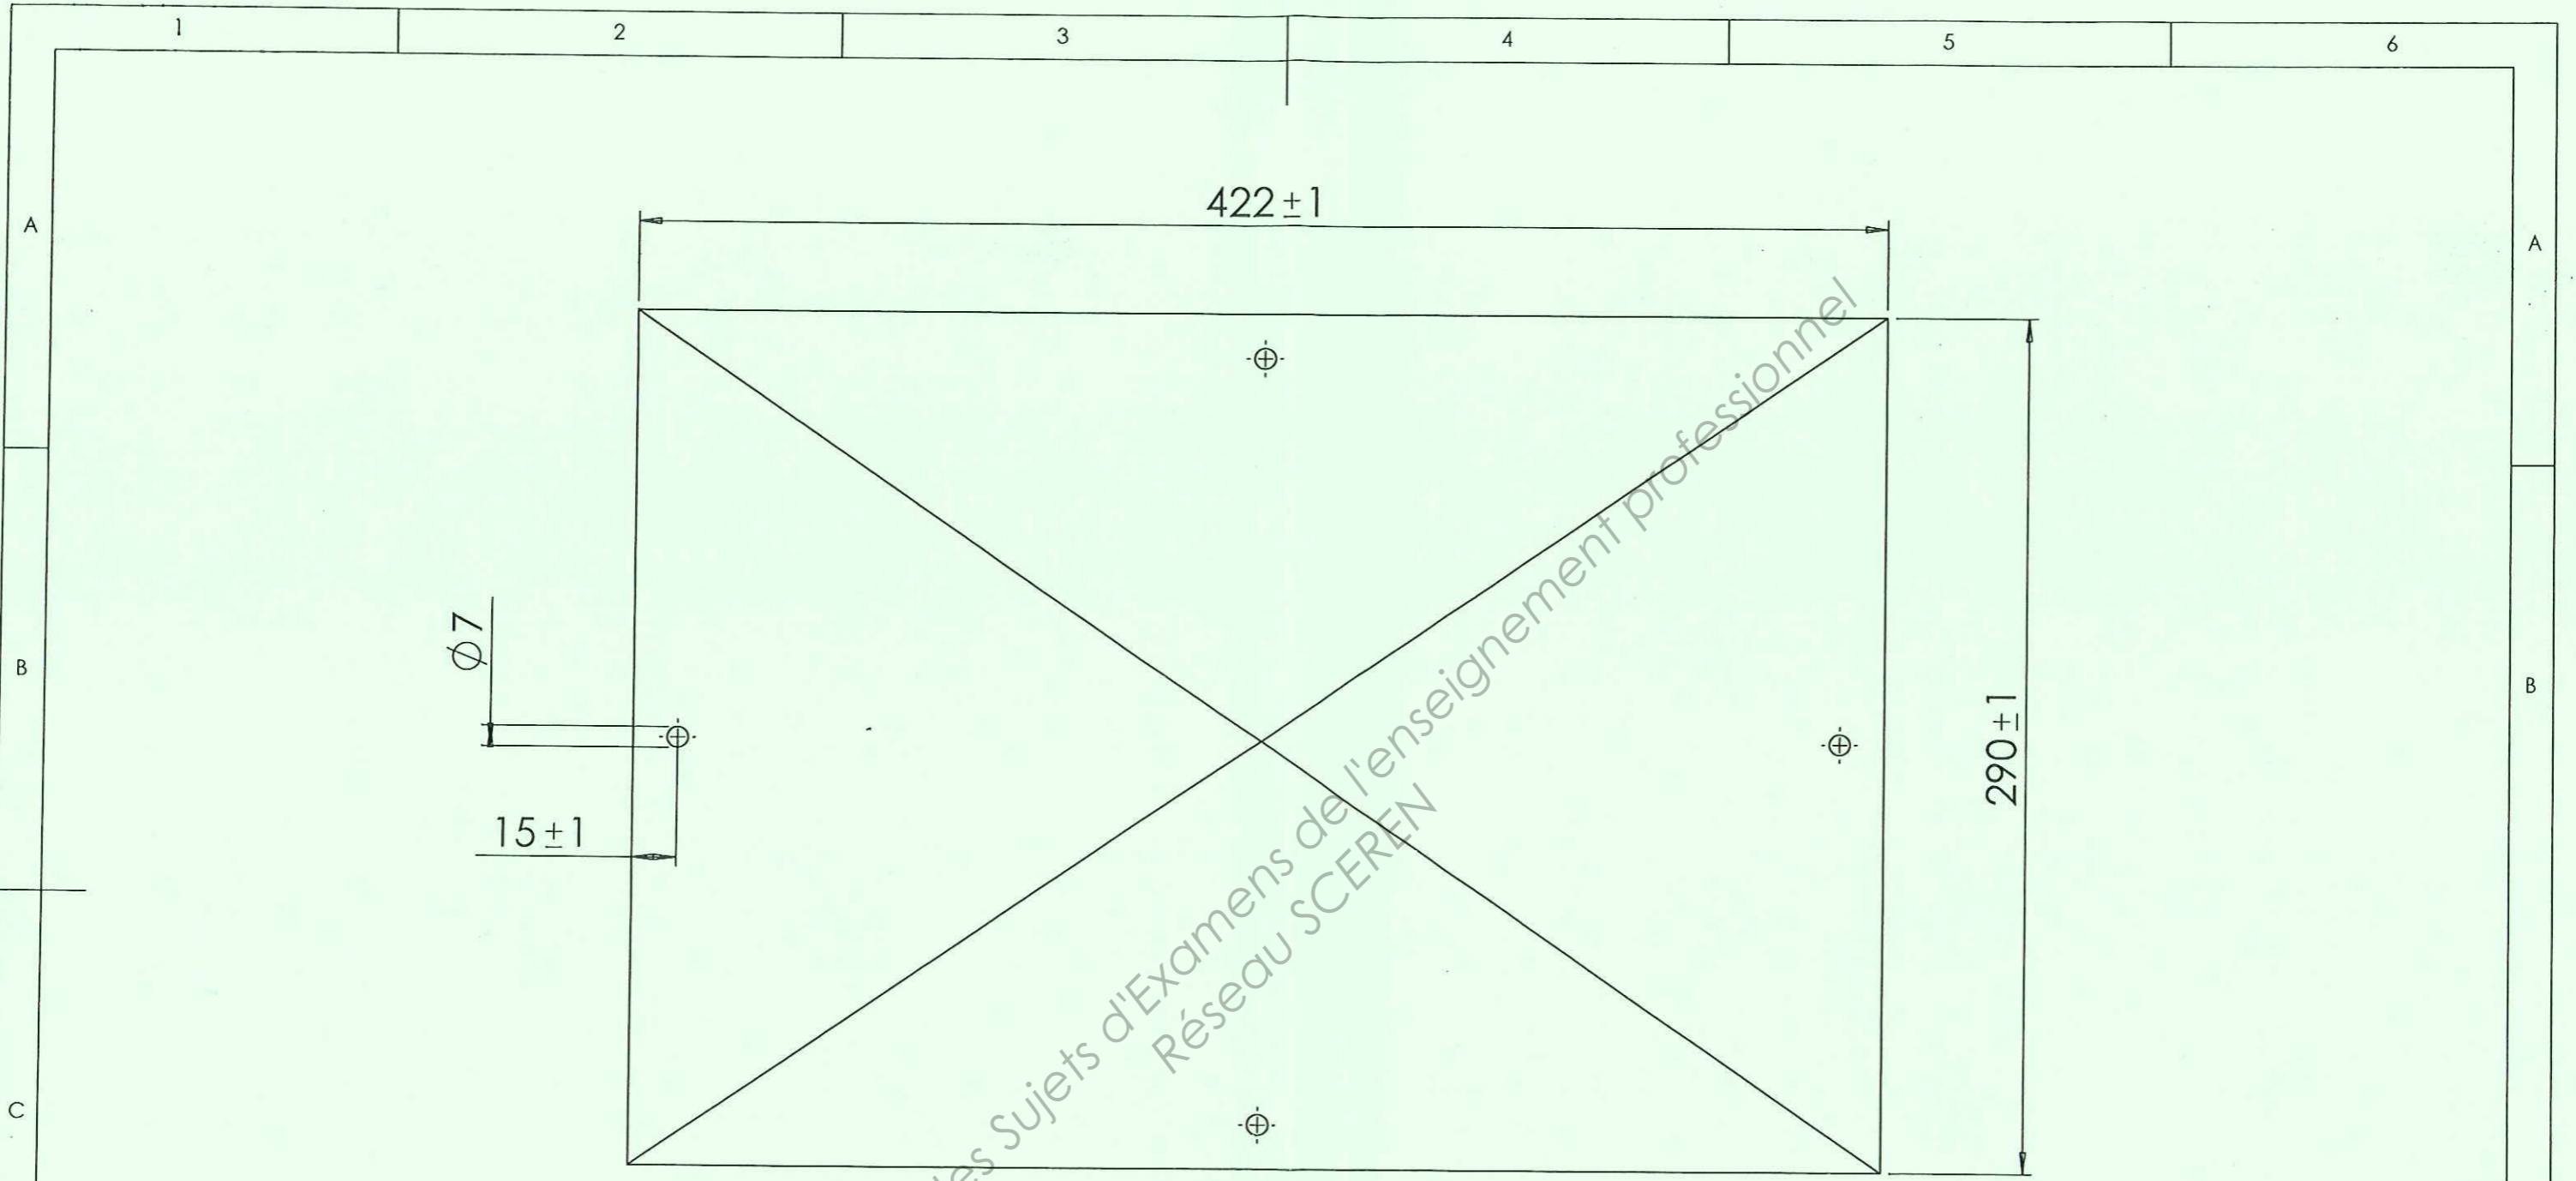 1 2 3 4 5 6
A A
422±1
B B
⌀7
290±1
15±1
C
les Sujets d'Examens de l'enseignement professionnel
Réseau SCEREN